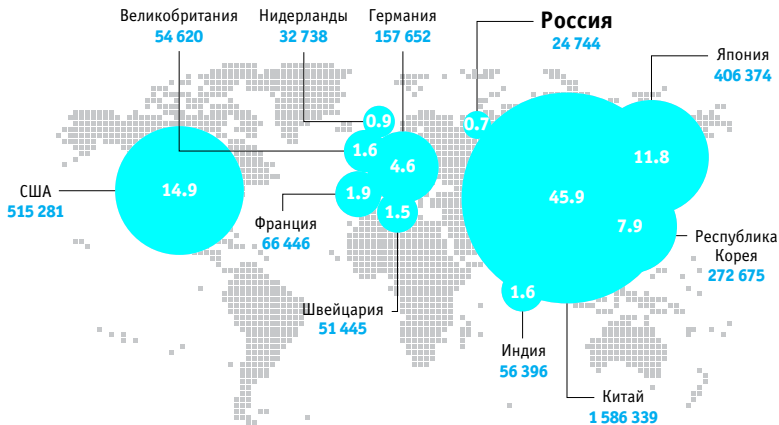 Великобритания
54 620
Нидерланды
32 738
Германия
157 652
Россия
24 744
Япония
406 374
0.9
0.7
1.6
4.6
11.8
США
515 281
14.9
1.9
1.5
45.9
7.9
Франция
66 446
Республика
Корея
272 675
1.6
Швейцария
51 445
Индия
56 396
Китай
1 586 339